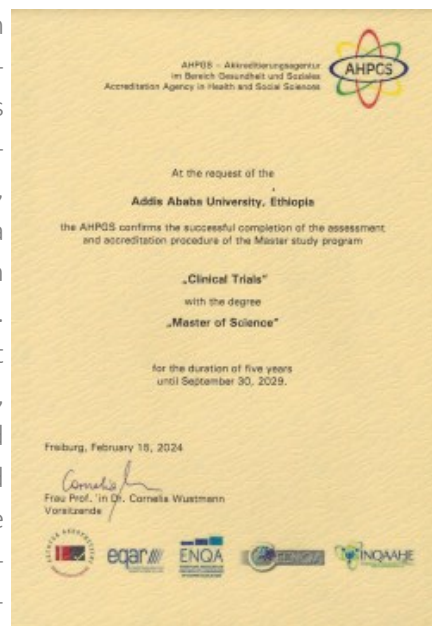 AHPGS – Akkreditierungsagentur
im Bereich Gesundheit und Soziales
Accreditation Agency in Health and Social Sciences
AHPGS
At the request of the
Addis Ababa University, Ethiopia
the AHPGS confirms the successful completion of the assessment
and accreditation procedure of the Master study program
„Clinical Trials“
with the degree
„Master of Science“
for the duration of five years
until September 30, 2029.
Freiburg, February 18, 2024
Cornelia
Frau Prof. in Dr. Cornelia Wustmann
Vorsitzende
eqar
ENQA
INQAAHE